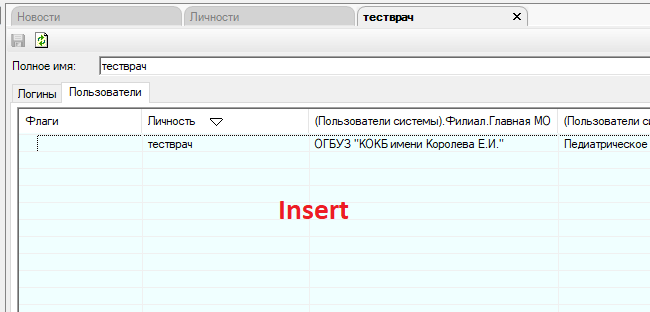 Новости Личности тестврач
Полное имя: тестврач
Логины Пользователи
Флаги Личность (Пользователи системы).Филиал.Главная МО (Пользователи си
тестврач ОГБУЗ "КОКБ имени Королева Е.И." Педиатрическое
Insert